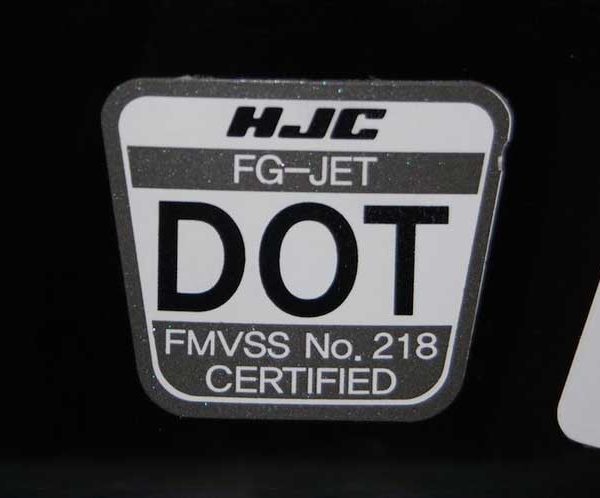 HJC
FG-JET
DOT
FMVSS No. 218
CERTIFIED